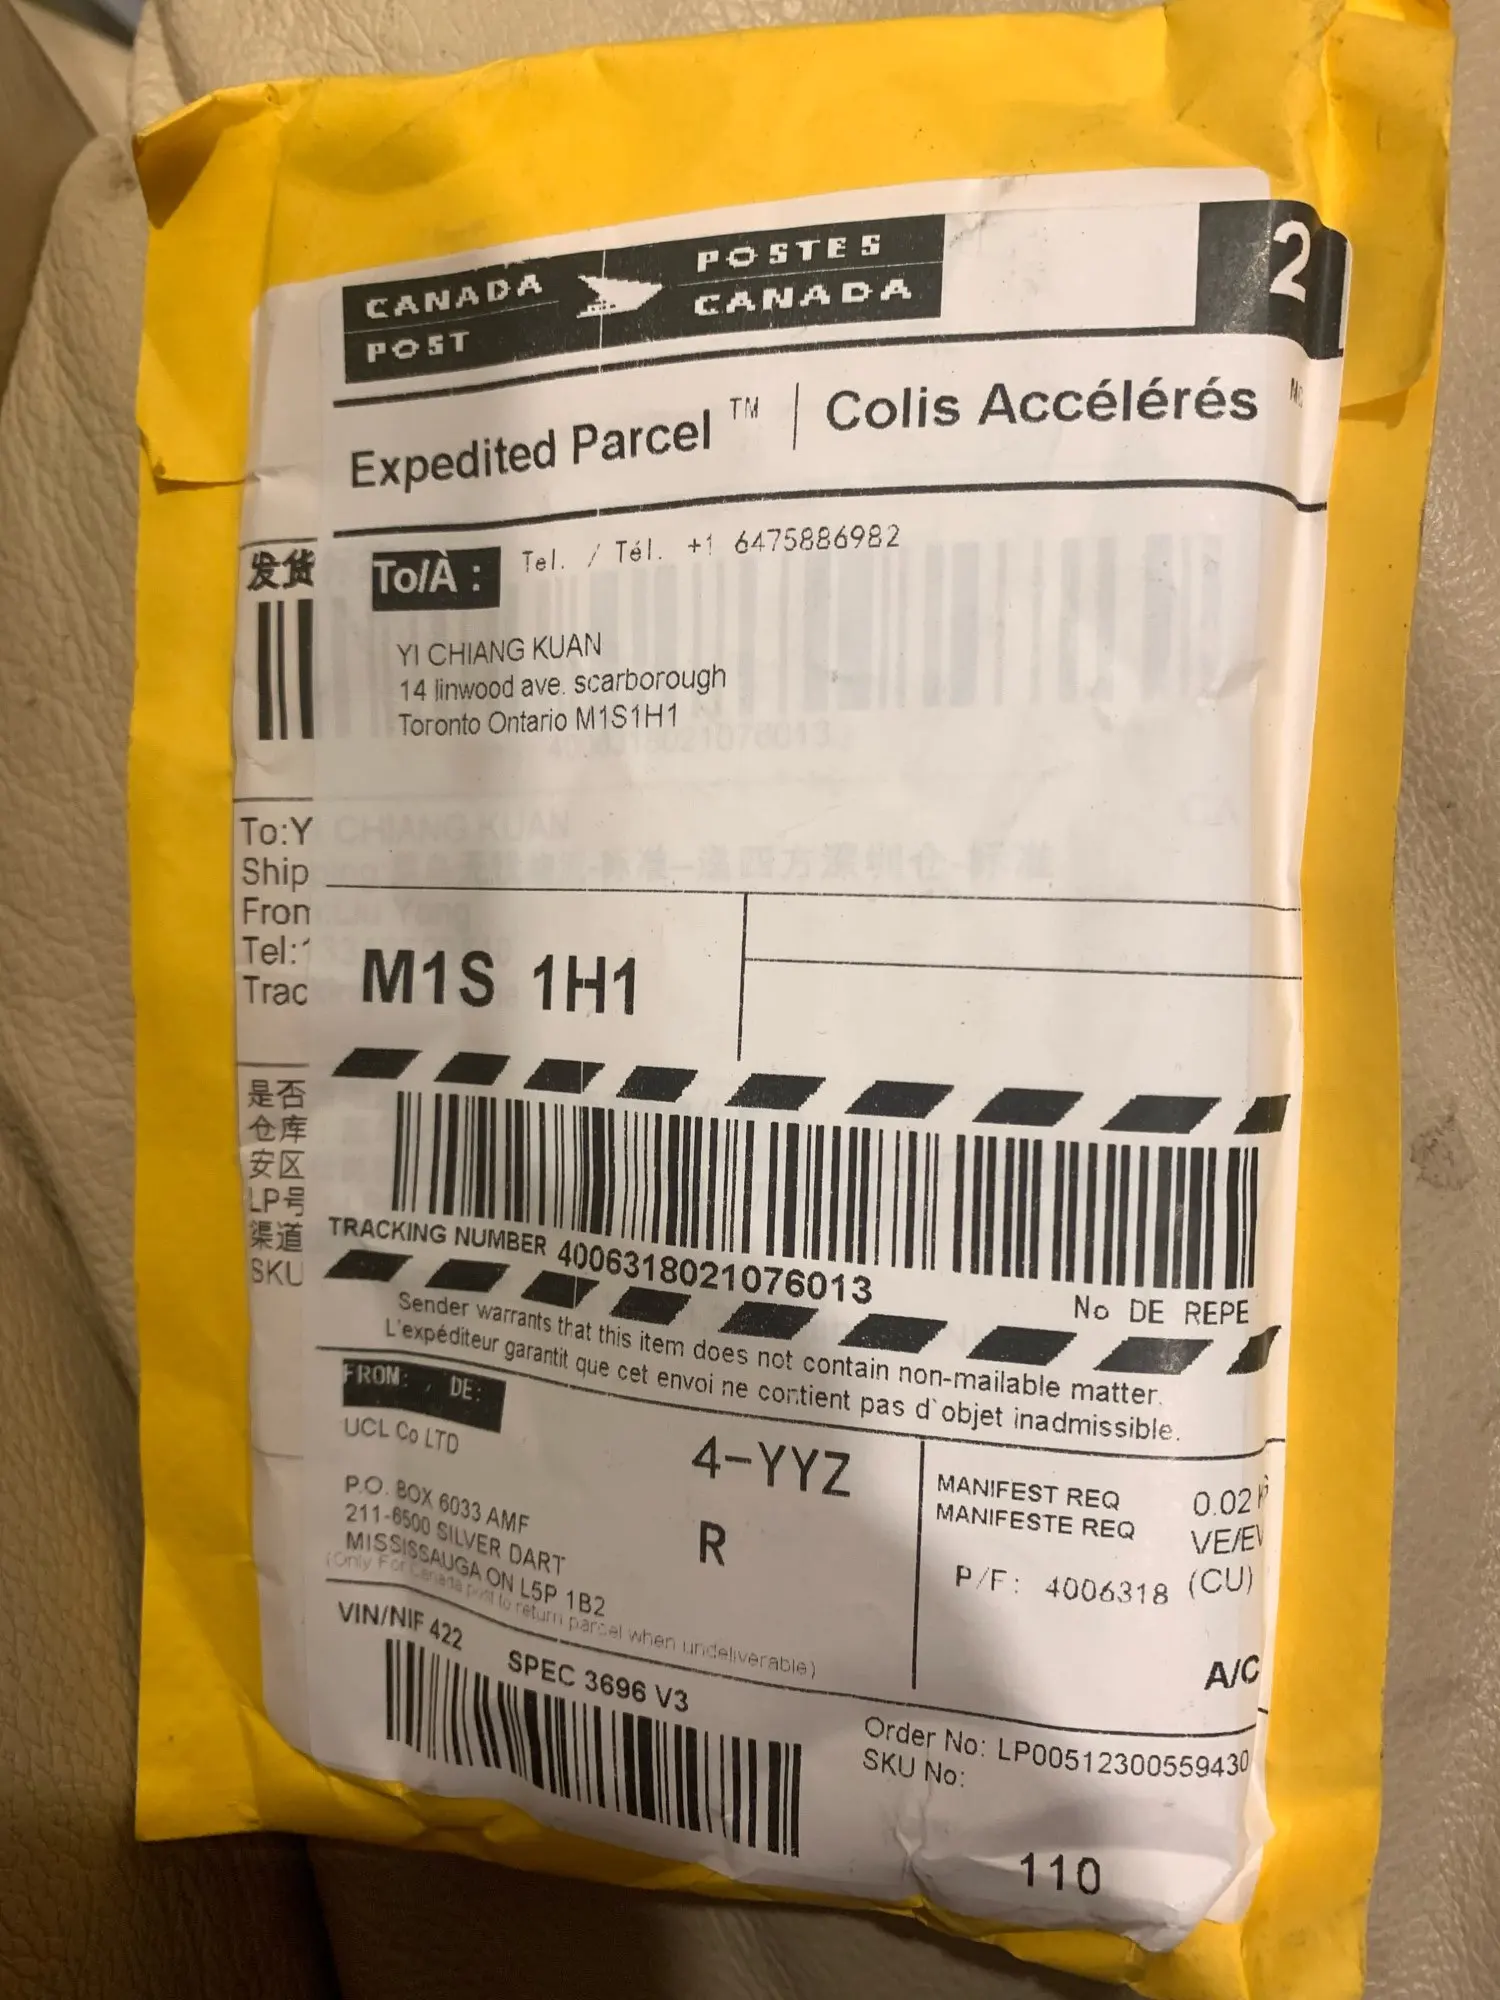 CANADA
POST
POSTES
CANADA
2
Expedited Parcel ™ | Colis Accélérés
发货
To/À :
Tel. / Tél. +1 6475886982
YI CHIANG KUAN
14 linwood ave. scarborough
Toronto Ontario M1S1H1
4006318021076013
To:Y CHIANG KUAN
Ship
From
Tel:
Trac
M1S 1H1
是否
仓库
安区
LP号
渠道
SKU
TRACKING NUMBER 4006318021076013
No DE REPE
Sender warrants that this item does not contain non-mailable matter.
L'expéditeur garantit que cet envoi ne contient pas d`objet inadmissible.
FROM: , DE:
UCL Co LTD
P.O. BOX 6033 AMF
211-6500 SILVER DART
MISSISSAUGA ON L5P 1B2
(Only For Canada post to return parcel when undeliverable)
4-YYZ
R
MANIFEST REQ
MANIFESTE REQ
0.02
VE/EV
P/F: 4006318 (CU)
A/C
VIN/NIF 422
SPEC 3696 V3
Order No: LP00512300559430
SKU No:
110